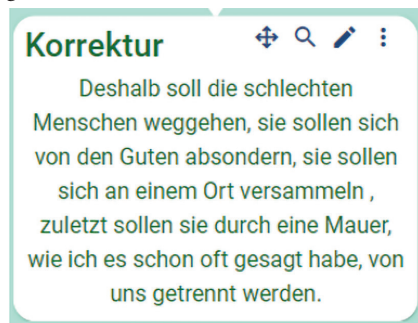 Korrektur
Deshalb soll die schlechten
Menschen weggehen, sie sollen sich
von den Guten absondern, sie sollen
sich an einem Ort versammeln ,
zuletzt sollen sie durch eine Mauer,
wie ich es schon oft gesagt habe, von
uns getrennt werden.